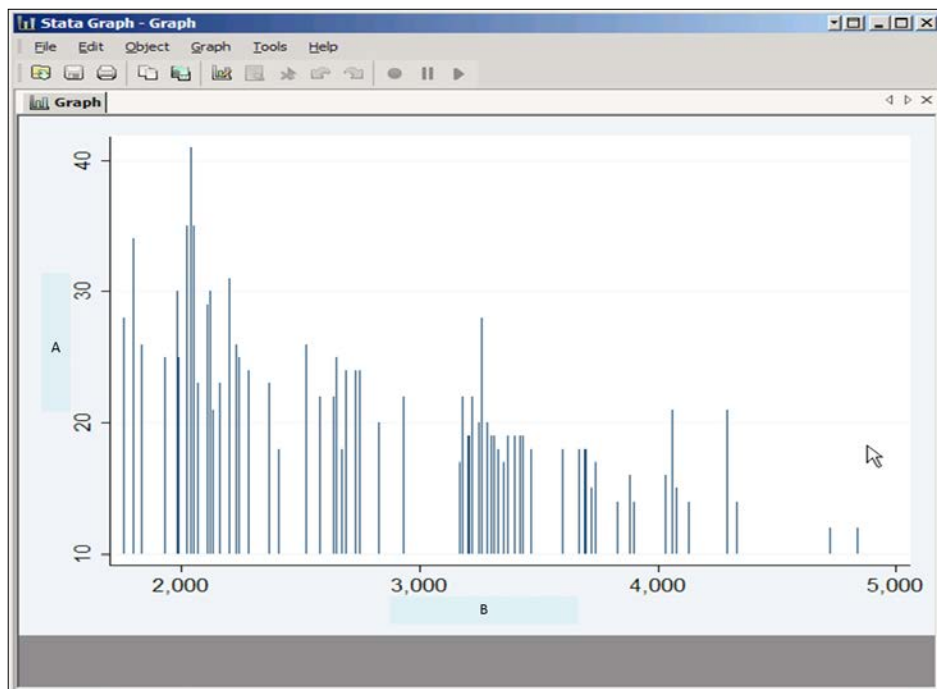 Stata Graph - Graph
File Edit Object Graph Tools Help
Graph
40
30
A
20
10
2,000 3,000 4,000 5,000
B